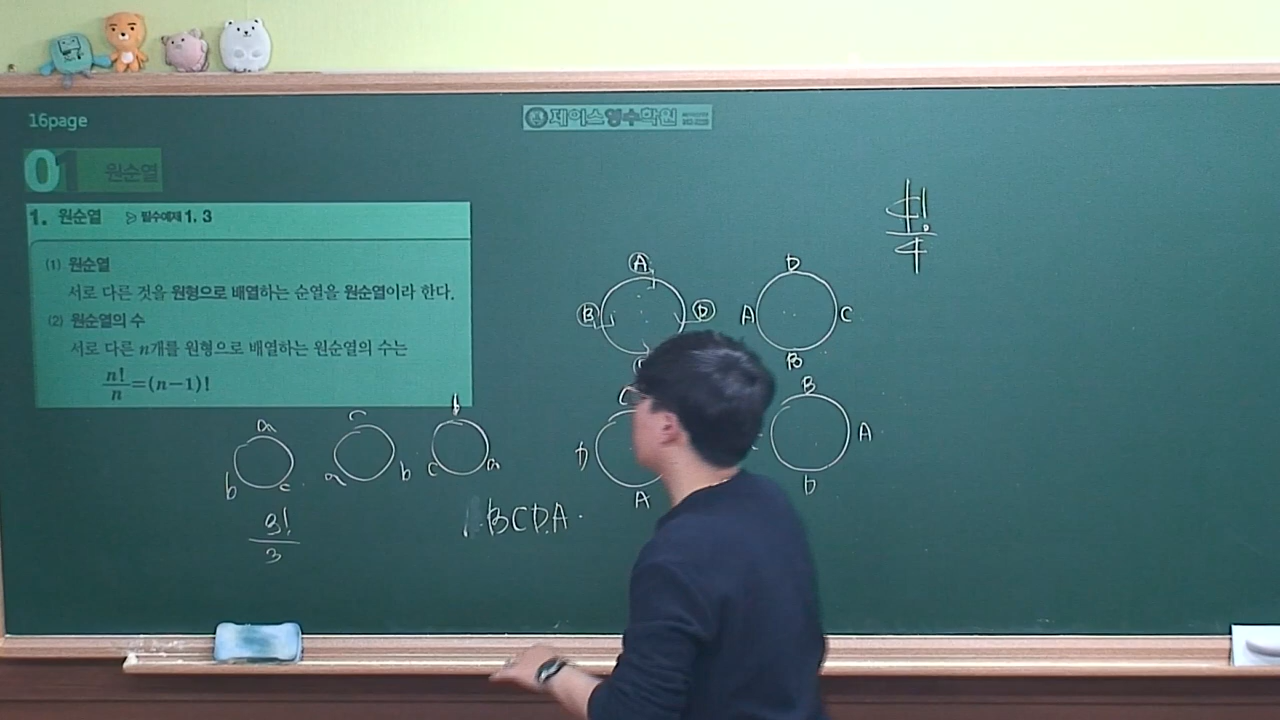 16page
제이스영수학원
01 원순열
1. 원순열 ▷ 필수예제 1, 3
(1) 원순열
서로 다른 것을 원형으로 배열하는 순열을 원순열이라 한다.
(2) 원순열의 수
서로 다른 n개를 원형으로 배열하는 원순열의 수는
n!/n=(n-1)!
4!/4
A
B D
D
A C
B
C
D
A
B
A
D
a
b c
c
a b
b
c a
3!/3
BCDA